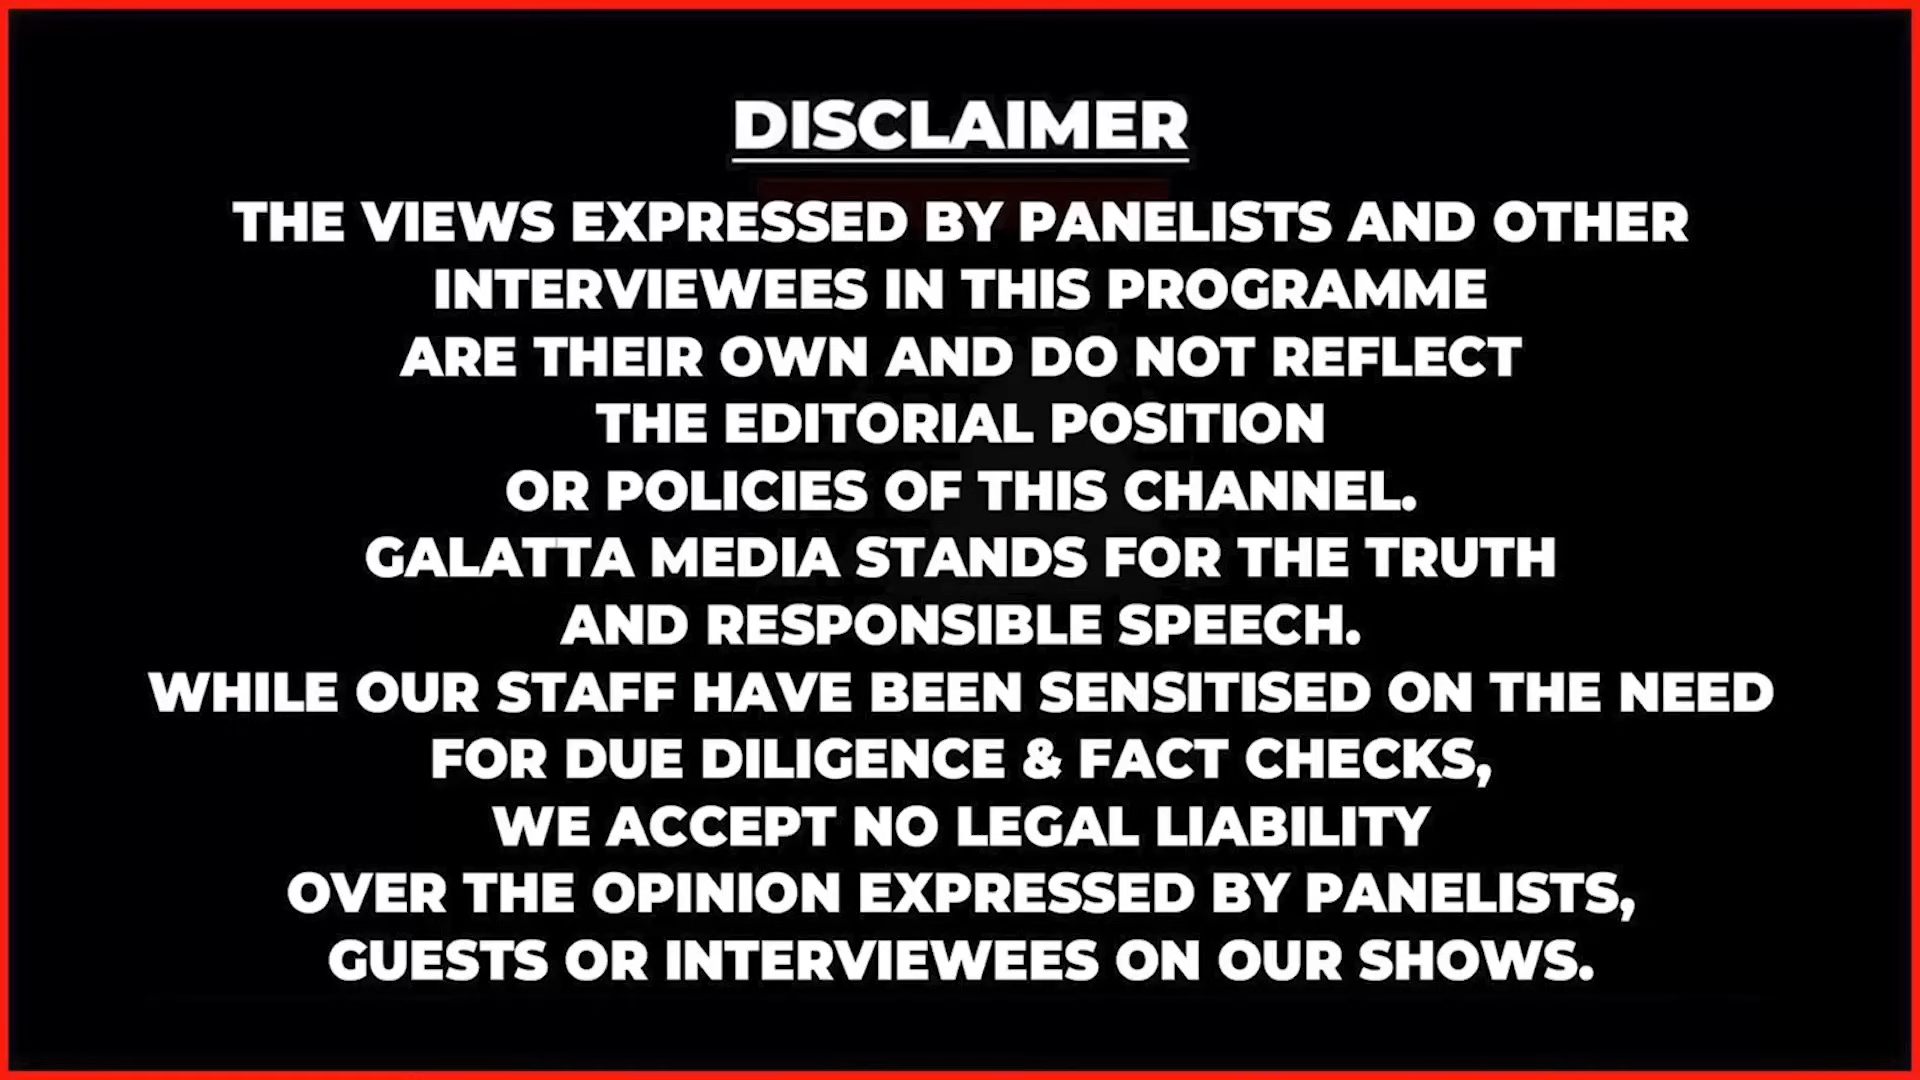 DISCLAIMER
THE VIEWS EXPRESSED BY PANELISTS AND OTHER
INTERVIEWEES IN THIS PROGRAMME
ARE THEIR OWN AND DO NOT REFLECT
THE EDITORIAL POSITION
OR POLICIES OF THIS CHANNEL.
GALATTA MEDIA STANDS FOR THE TRUTH
AND RESPONSIBLE SPEECH.
WHILE OUR STAFF HAVE BEEN SENSITISED ON THE NEED
FOR DUE DILIGENCE & FACT CHECKS,
WE ACCEPT NO LEGAL LIABILITY
OVER THE OPINION EXPRESSED BY PANELISTS,
GUESTS OR INTERVIEWEES ON OUR SHOWS.